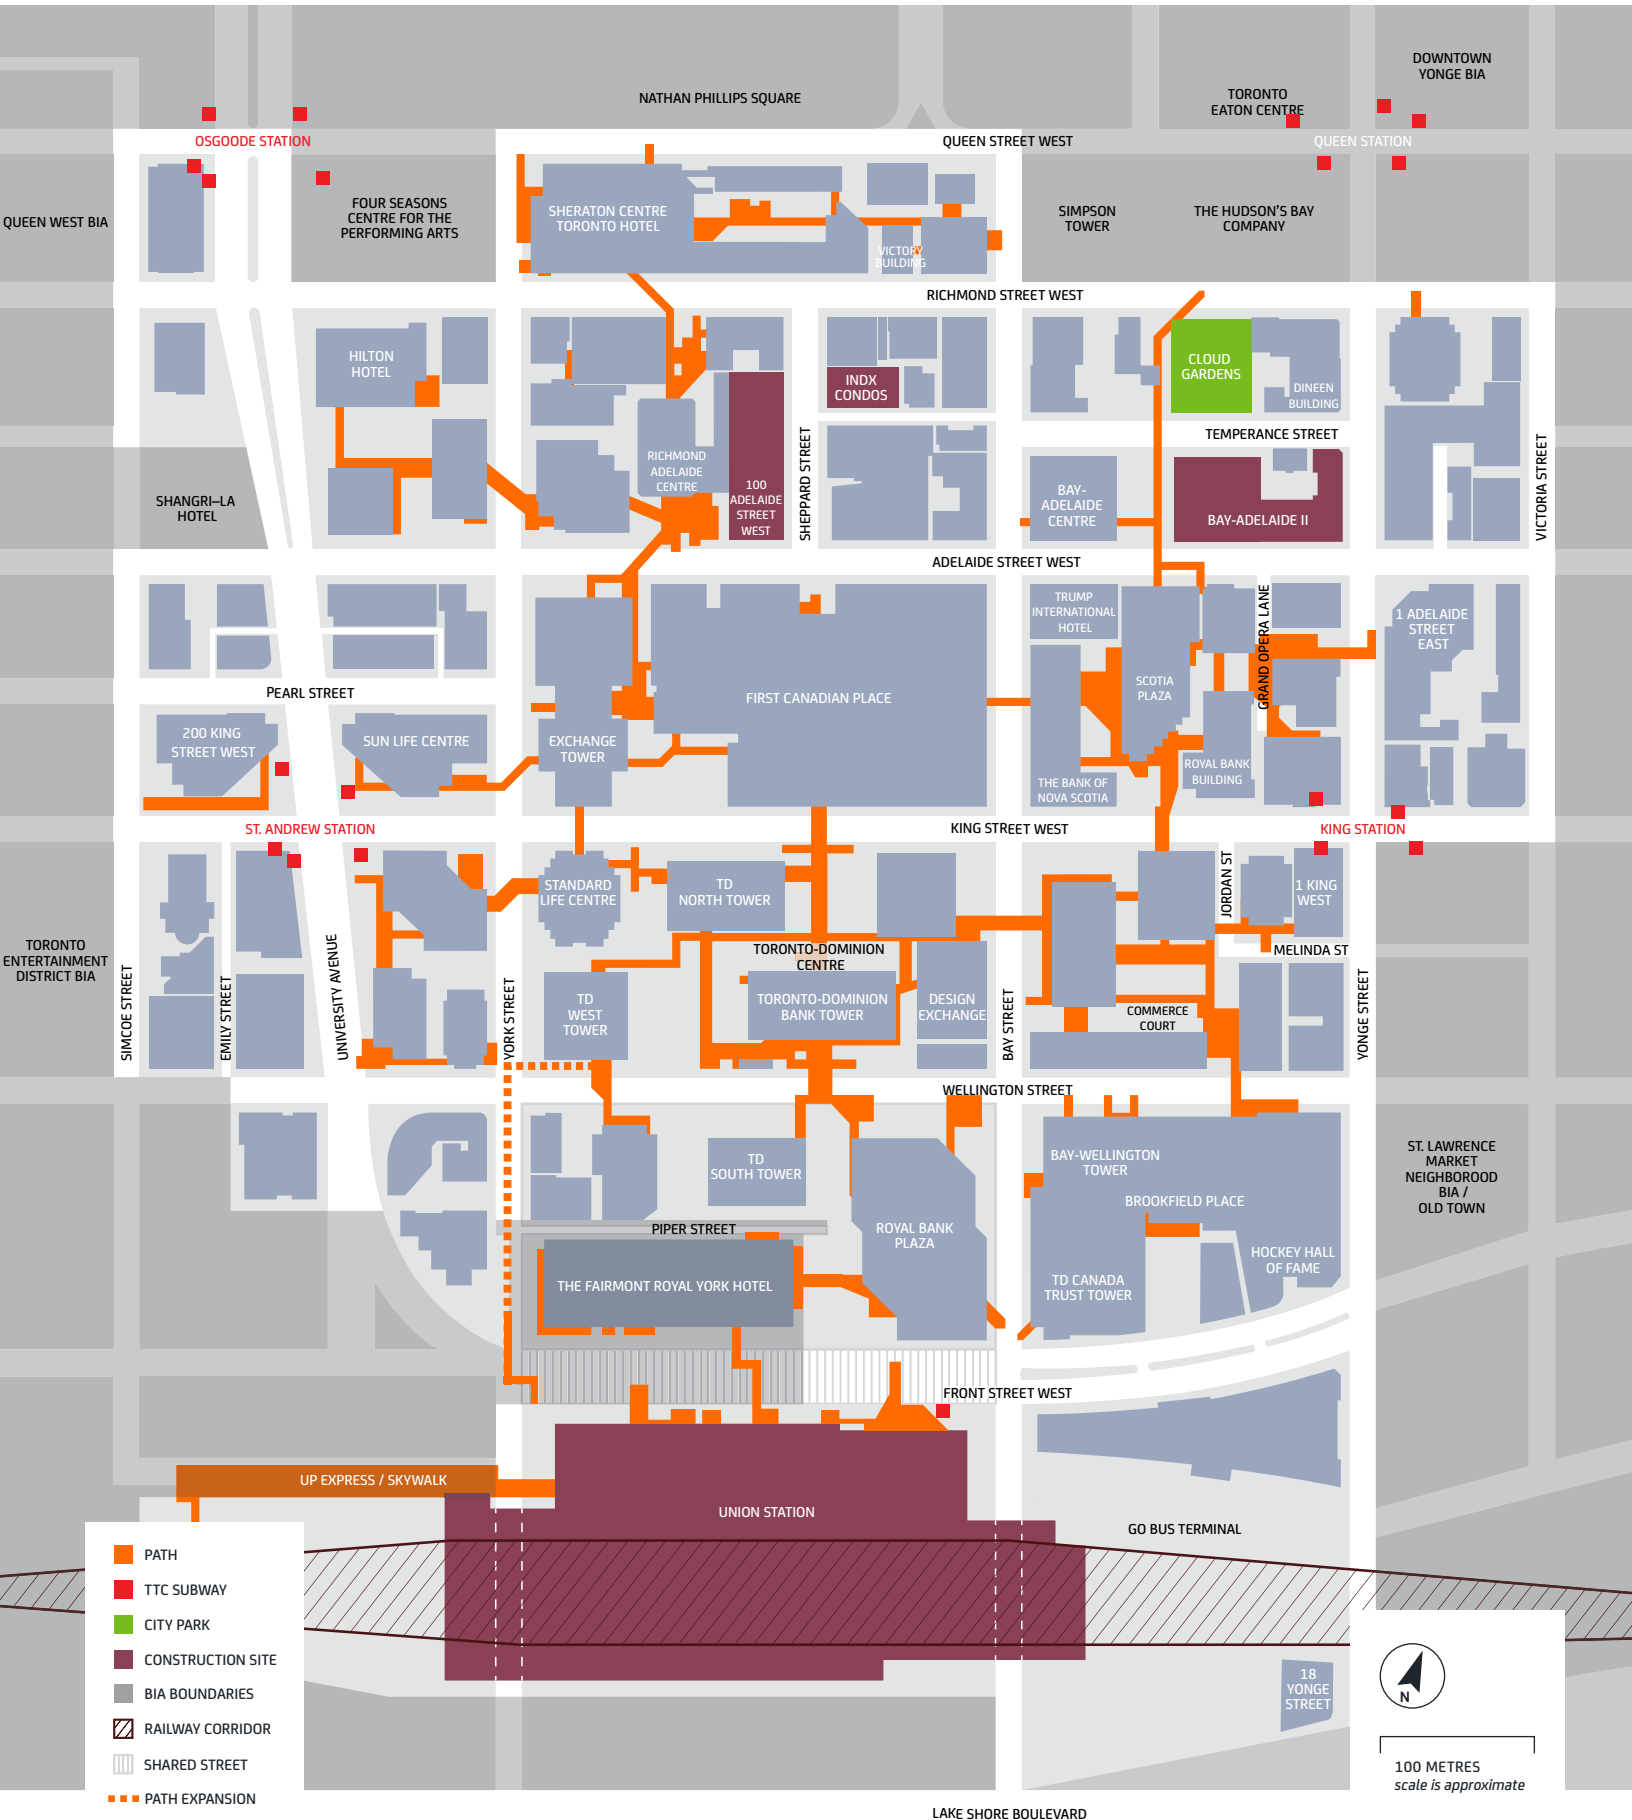 DOWNTOWN
YONGE BIA
NATHAN PHILLIPS SQUARE
TORONTO
EATON CENTRE
OSGOODE STATION
QUEEN STREET WEST
QUEEN STATION
QUEEN WEST BIA
FOUR SEASONS
CENTRE FOR THE
PERFORMING ARTS
SHERATON CENTRE
TORONTO HOTEL
SIMPSON
TOWER
THE HUDSON'S BAY
COMPANY
VICTORY
BUILDING
RICHMOND STREET WEST
HILTON
HOTEL
CLOUD
GARDENS
INDX
CONDOS
DINEEN
BUILDING
TEMPERANCE STREET
SHEPPARD STREET
VICTORIA STREET
RICHMOND
ADELAIDE
CENTRE
100
ADELAIDE
STREET
WEST
SHANGRI–LA
HOTEL
BAY-
ADELAIDE
CENTRE
BAY-ADELAIDE II
ADELAIDE STREET WEST
TRUMP
INTERNATIONAL
HOTEL
GRAND OPERA LANE
1 ADELAIDE
STREET
EAST
PEARL STREET
FIRST CANADIAN PLACE
SCOTIA
PLAZA
200 KING
STREET WEST
SUN LIFE CENTRE
EXCHANGE
TOWER
ROYAL BANK
BUILDING
THE BANK OF
NOVA SCOTIA
ST. ANDREW STATION
KING STREET WEST
KING STATION
STANDARD
LIFE CENTRE
TD
NORTH TOWER
JORDAN ST
1 KING
WEST
TORONTO
ENTERTAINMENT
DISTRICT BIA
TORONTO-DOMINION
CENTRE
MELINDA ST
SIMCOE STREET
EMILY STREET
UNIVERSITY AVENUE
YORK STREET
TD
WEST
TOWER
TORONTO-DOMINION
BANK TOWER
DESIGN
EXCHANGE
BAY STREET
COMMERCE
COURT
YONGE STREET
WELLINGTON STREET
TD
SOUTH TOWER
BAY-WELLINGTON
TOWER
BROOKFIELD PLACE
ST. LAWRENCE
MARKET
NEIGHBOROOD
BIA /
OLD TOWN
PIPER STREET
ROYAL BANK
PLAZA
HOCKEY HALL
OF FAME
THE FAIRMONT ROYAL YORK HOTEL
TD CANADA
TRUST TOWER
FRONT STREET WEST
UP EXPRESS / SKYWALK
UNION STATION
GO BUS TERMINAL
PATH
TTC SUBWAY
CITY PARK
CONSTRUCTION SITE
BIA BOUNDARIES
RAILWAY CORRIDOR
SHARED STREET
PATH EXPANSION
18
YONGE
STREET
N
100 METRES
scale is approximate
LAKE SHORE BOULEVARD